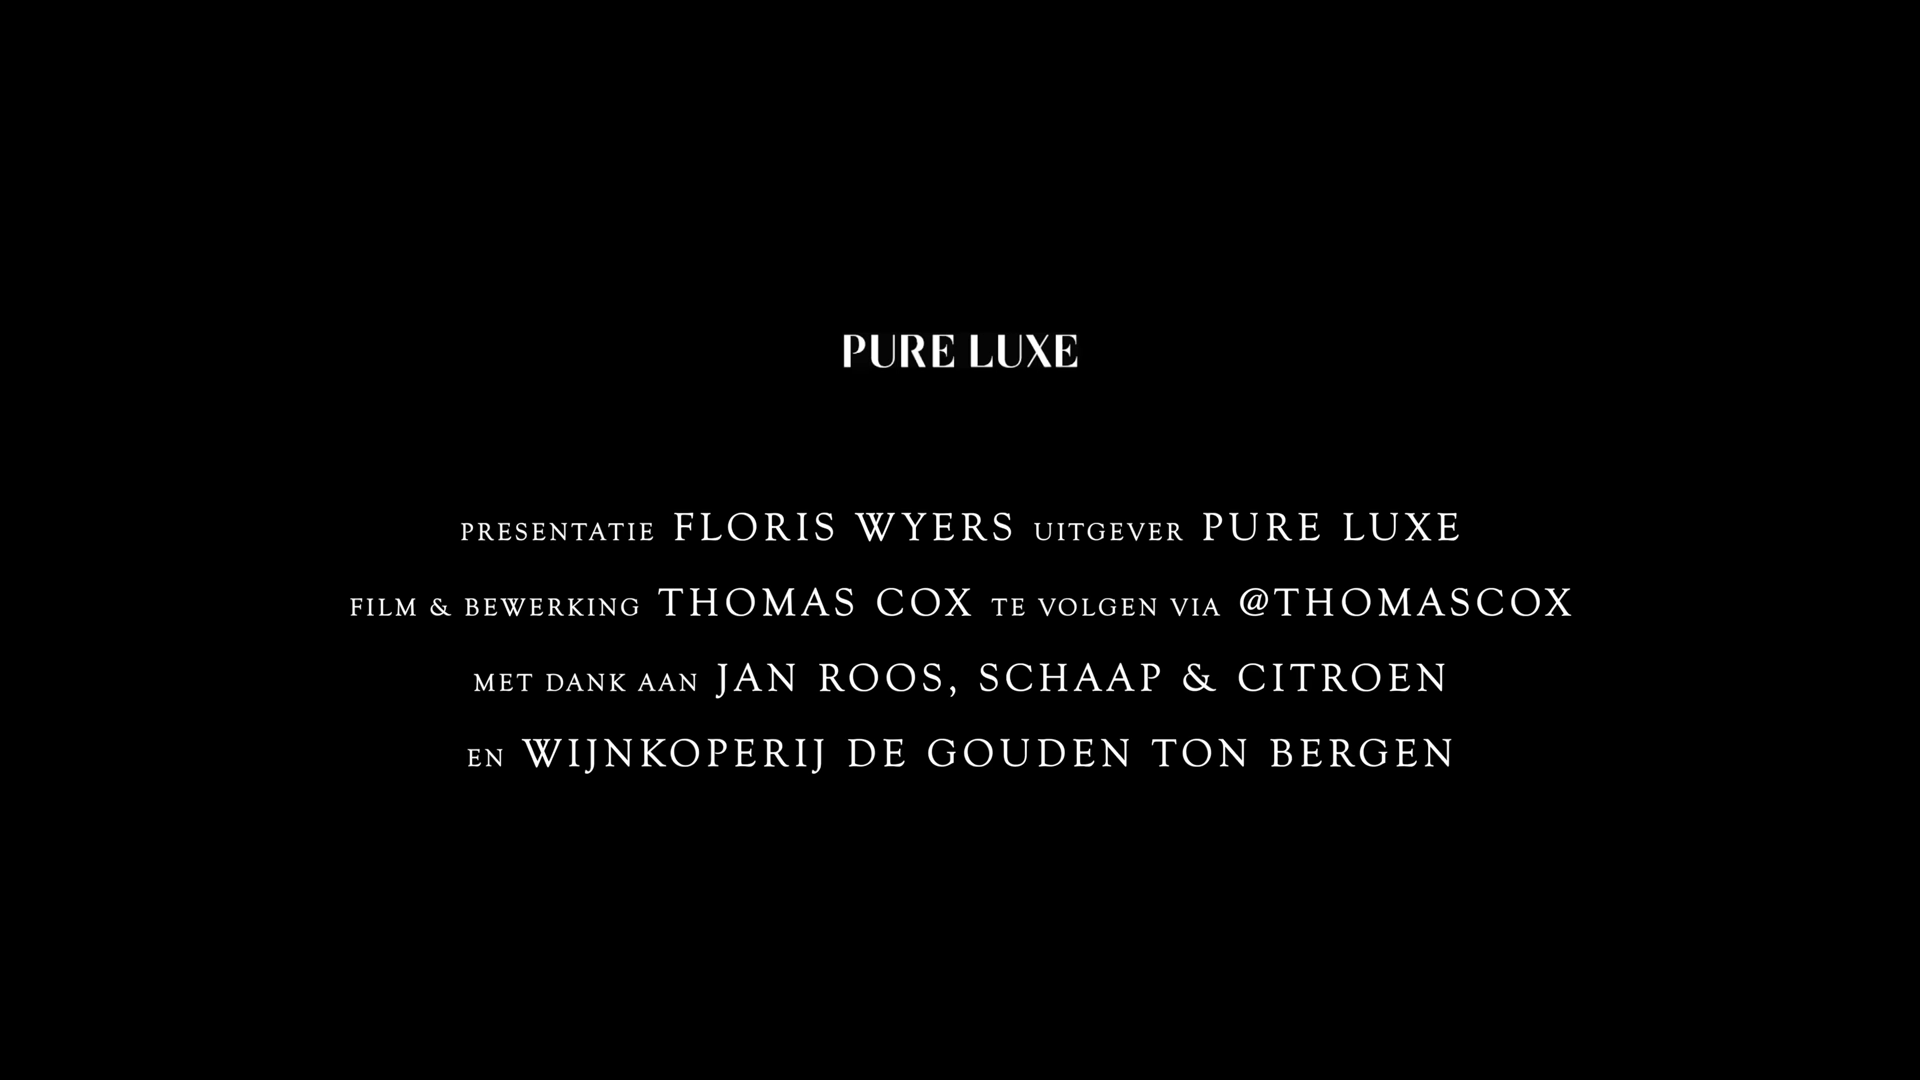 PURE LUXE
PRESENTATIE FLORIS WYERS UITGEVER PURE LUXE
FILM & BEWERKING THOMAS COX TE VOLGEN VIA @THOMASCOX
MET DANK AAN JAN ROOS, SCHAAP & CITROEN
EN WIJNKOPERIJ DE GOUDEN TON BERGEN